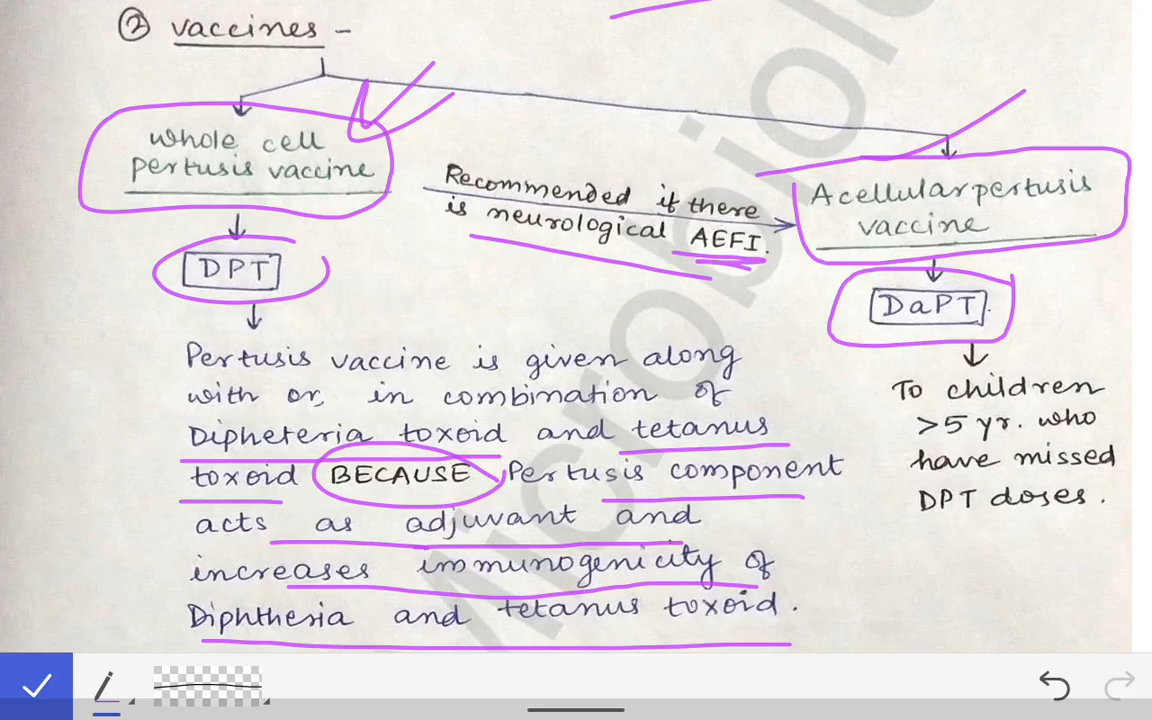 ② vaccines -
whole cell
pertusis vaccine
DPT
Pertusis vaccine is given along
with or, in combination of
Dipheteria toxoid and tetanus
toxoid BECAUSE Pertusis component
acts as adjuvant and
increases immunogenicity of
Diphtheria and tetanus toxoid.
Recommended if there
is neurological AEFI.
Acellular pertusis
vaccine
DaPT
To children
>5 yr. who
have missed
DPT doses.
Microbio